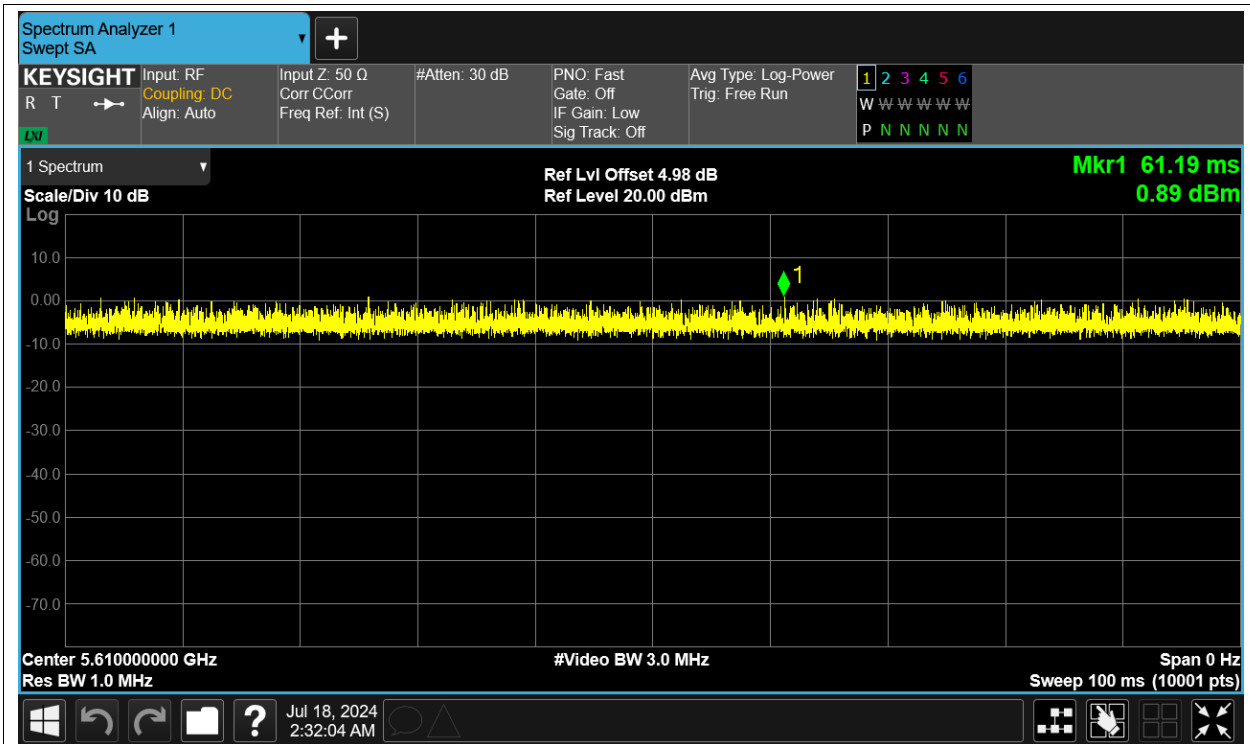 Spectrum Analyzer 1
Swept SA
KEYSIGHT
R T
LXI
Input: RF
Coupling: DC
Align: Auto
Input Z: 50 Ω
Corr CCorr
Freq Ref: Int (S)
#Atten: 30 dB
PNO: Fast
Gate: Off
IF Gain: Low
Sig Track: Off
Avg Type: Log-Power
Trig: Free Run
1 2 3 4 5 6
W W W W W W
P N N N N N
1 Spectrum
Scale/Div 10 dB
Ref Lvl Offset 4.98 dB
Ref Level 20.00 dBm
Mkr1 61.19 ms
0.89 dBm
Log
10.0
0.00
-10.0
-20.0
-30.0
-40.0
-50.0
-60.0
-70.0
1
Center 5.610000000 GHz
Res BW 1.0 MHz
#Video BW 3.0 MHz
Span 0 Hz
Sweep 100 ms (10001 pts)
?
Jul 18, 2024
2:32:04 AM